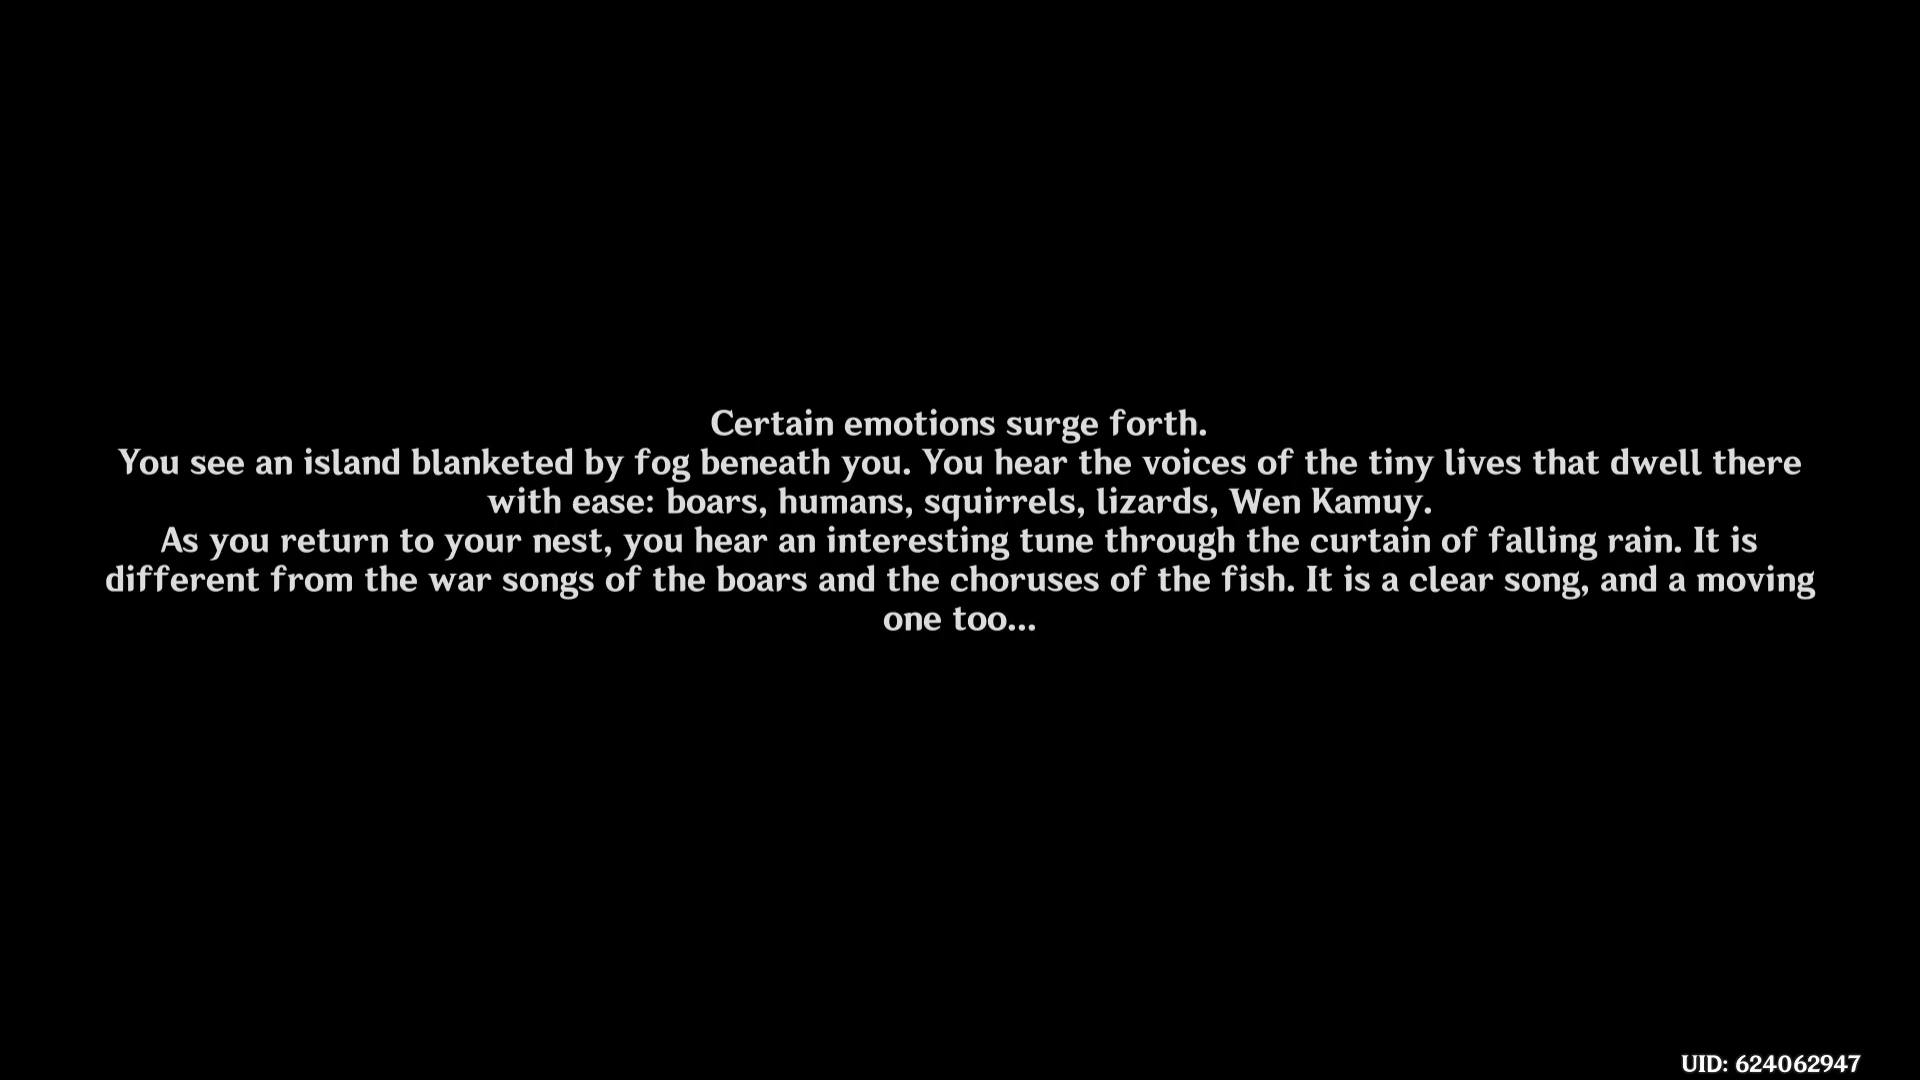 Certain emotions surge forth.
You see an island blanketed by fog beneath you. You hear the voices of the tiny lives that dwell there
with ease: boars, humans, squirrels, lizards, Wen Kamuy.
As you return to your nest, you hear an interesting tune through the curtain of falling rain. It is
different from the war songs of the boars and the choruses of the fish. It is a clear song, and a moving
one too...
UID: 624062947